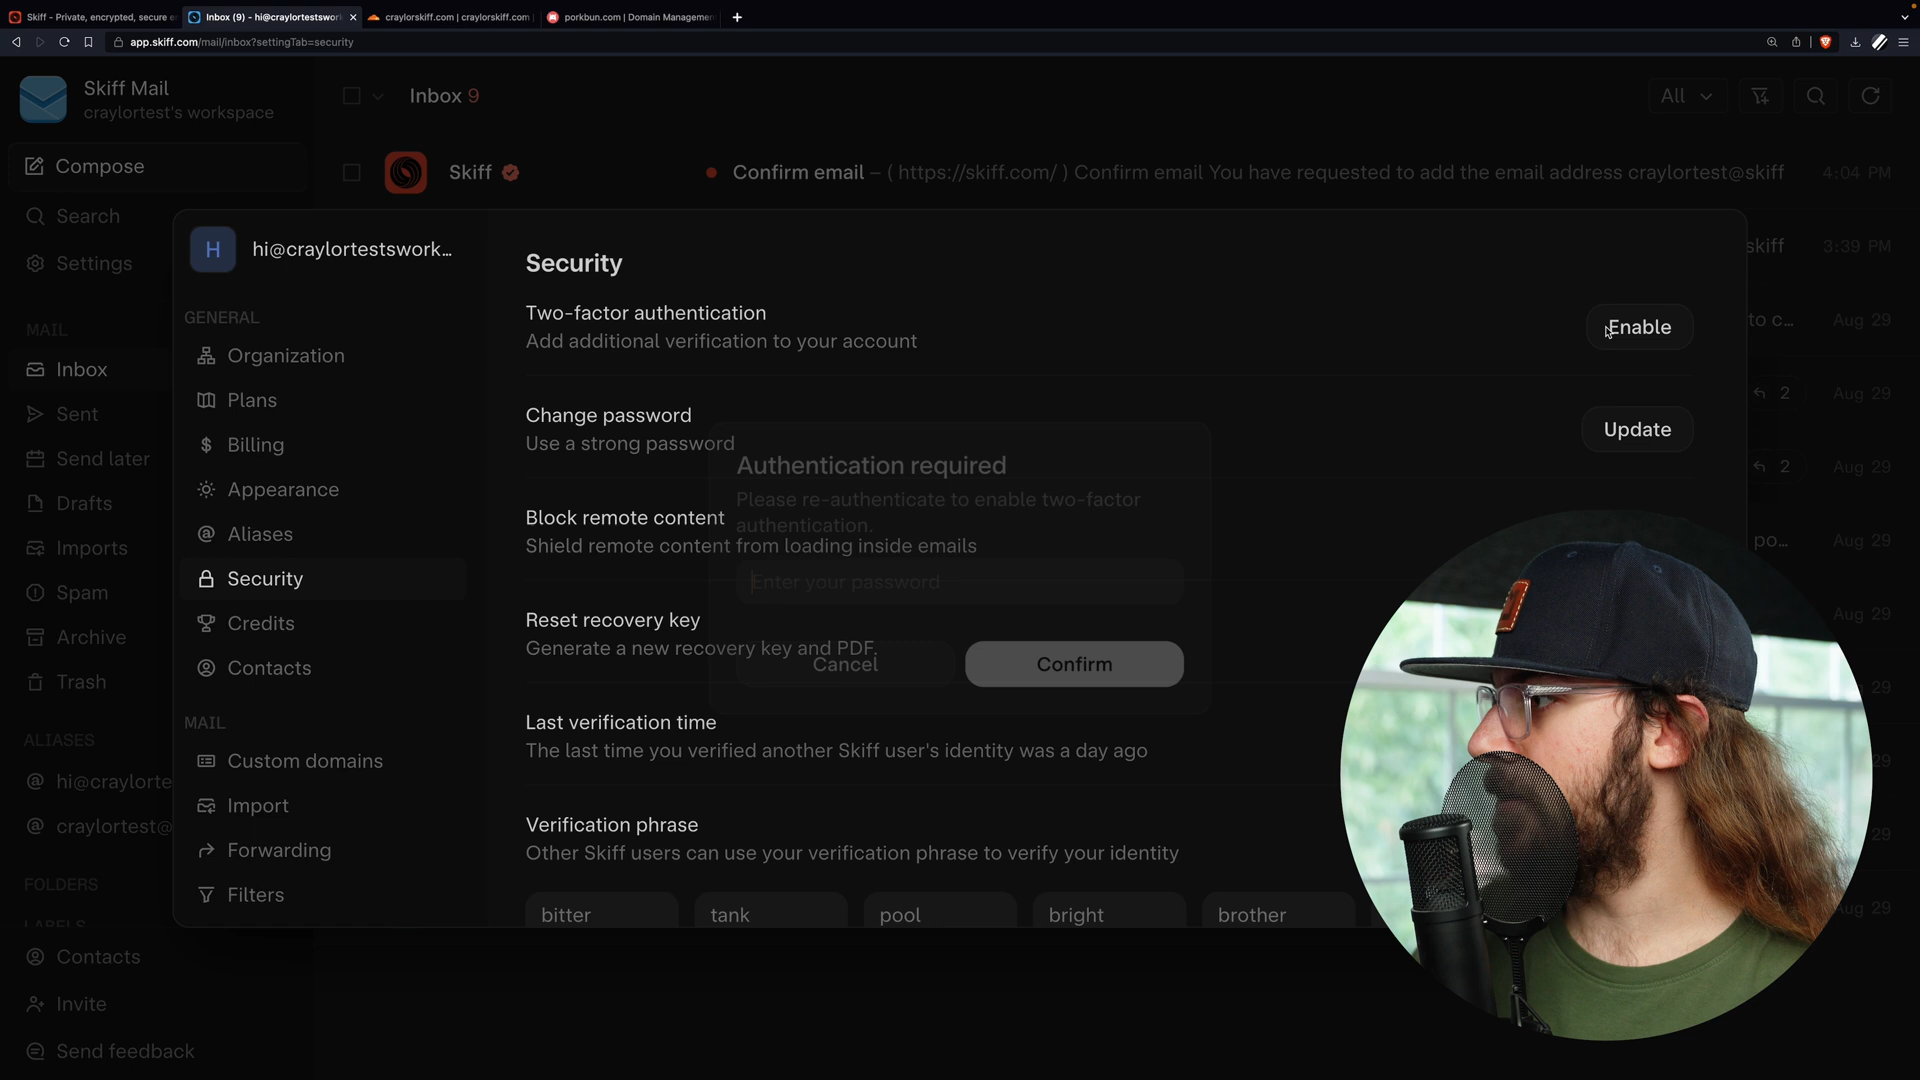 Skiff - Private, encrypted, secure e
Inbox (9) - hi@craylortestswork
craylorskiff.com | craylorskiff.com
porkbun.com | Domain Managemen
app.skiff.com/mail/inbox?settingTab=security
Skiff Mail
craylortest's workspace
Compose
Search
Settings
MAIL
Inbox
Sent
Send later
Drafts
Imports
Spam
Archive
Trash
ALIASES
hi@craylorte
craylortest@
FOLDERS
LABELS
Contacts
Invite
Send feedback
Inbox 9
All
Skiff
Confirm email – ( https://skiff.com/ ) Confirm email You have requested to add the email address craylortest@skiff
4:04 PM
skiff 3:39 PM
to c... Aug 29
2 Aug 29
2 Aug 29
po... Aug 29
Aug 29
29
29
29
Aug 29
H
hi@craylortestswork...
GENERAL
Organization
Plans
Billing
Appearance
Aliases
Security
Credits
Contacts
MAIL
Custom domains
Import
Forwarding
Filters
Security
Two-factor authentication
Add additional verification to your account
Enable
Change password
Use a strong password
Update
Block remote content
Shield remote content from loading inside emails
Reset recovery key
Generate a new recovery key and PDF.
Last verification time
The last time you verified another Skiff user's identity was a day ago
Verification phrase
Other Skiff users can use your verification phrase to verify your identity
bitter tank pool bright brother
Authentication required
Please re-authenticate to enable two-factor
authentication.
Enter your password
Cancel
Confirm